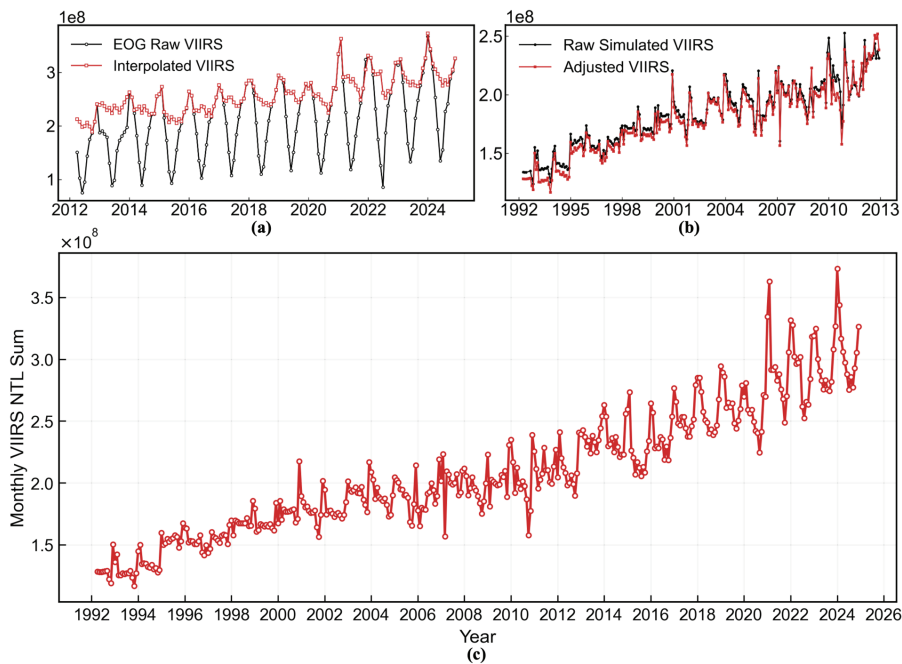 1e8
EOG Raw VIIRS
Interpolated VIIRS
3
2
1
2012 2014 2016 2018 2020 2022 2024
(a)
1e8
Raw Simulated VIIRS
Adjusted VIIRS
2.5
2.0
1.5
1992 1995 1998 2001 2004 2007 2010 2013
(b)
×10⁸
Monthly VIIRS NTL Sum
3.5
3.0
2.5
2.0
1.5
1992 1994 1996 1998 2000 2002 2004 2006 2008 2010 2012 2014 2016 2018 2020 2022 2024 2026
Year
(c)